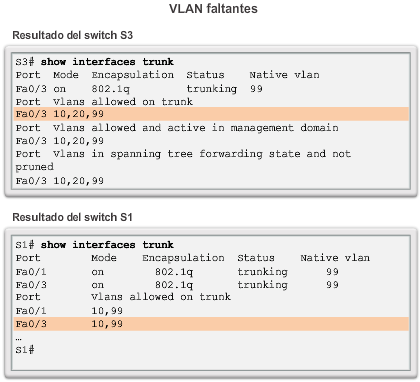 VLAN faltantes
Resultado del switch S3
S3# show interfaces trunk
Port Mode Encapsulation Status Native vlan
Fa0/3 on 802.1q trunking 99
Port Vlans allowed on trunk
Fa0/3 10,20,99
Port Vlans allowed and active in management domain
Fa0/3 10,20,99
Port Vlans in spanning tree forwarding state and not
pruned
Fa0/3 10,20,99
Resultado del switch S1
S1# show interfaces trunk
Port Mode Encapsulation Status Native vlan
Fa0/1 on 802.1q trunking 99
Fa0/3 on 802.1q trunking 99
Port Vlans allowed on trunk
Fa0/1 10,99
Fa0/3 10,99
…
S1#